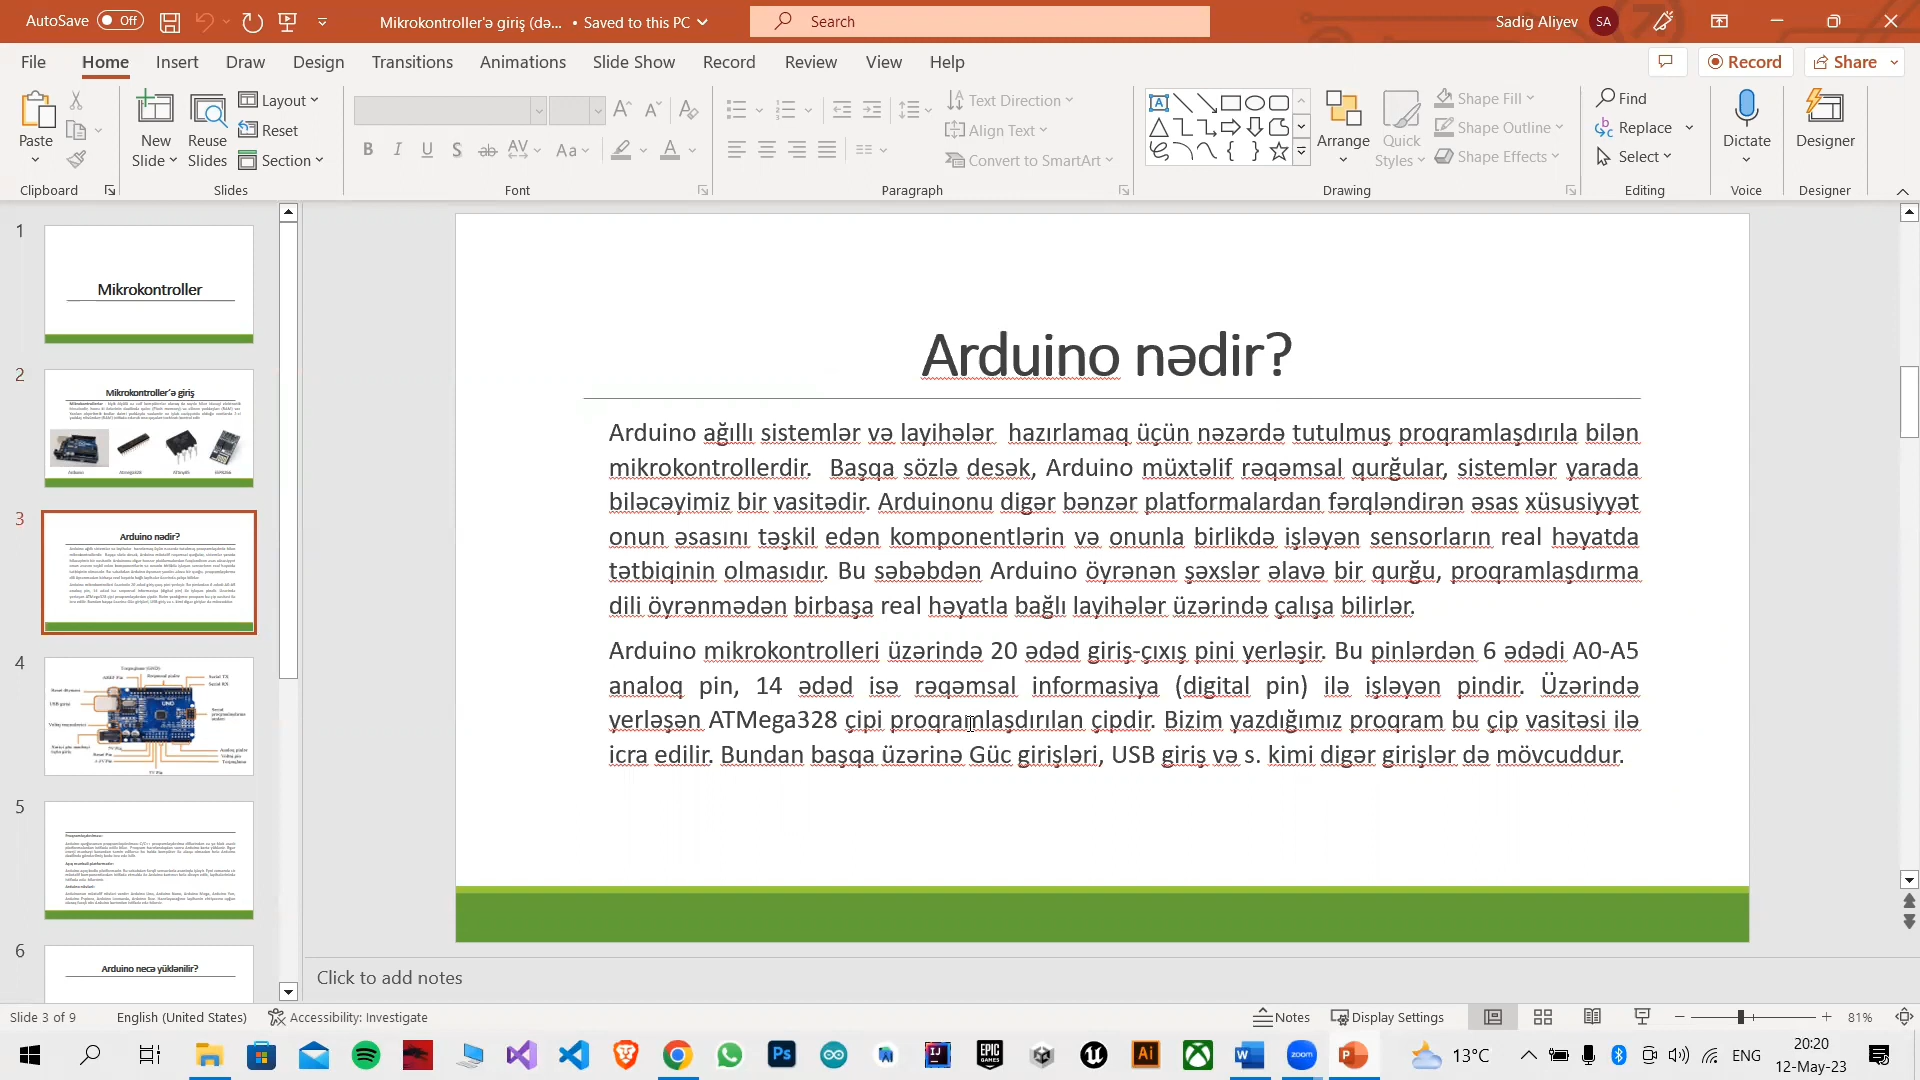 AutoSave Off Mikrokontroller'ə giriş (də... • Saved to this PC Search Sadig Aliyev SA
File Home Insert Draw Design Transitions Animations Slide Show Record Review View Help Record Share
Paste New Slide Reuse Slides Layout Reset Section
Text Direction Align Text Convert to SmartArt
Arrange Quick Styles Shape Fill Shape Outline Shape Effects
Find Replace Select Dictate Designer
Clipboard Slides Font Paragraph Drawing Editing Voice Designer
1
Mikrokontroller
2
Mikrokontroller'ə giriş
3
Arduino nədir?
4
5
6
Arduino necə yüklənilir?
Arduino nədir?
Arduino ağıllı sistemlər və layihələr hazırlamaq üçün nəzərdə tutulmuş proqramlaşdırıla bilən
mikrokontrollerdir. Başqa sözlə desək, Arduino müxtəlif rəqəmsal qurğular, sistemlər yarada
biləcəyimiz bir vasitədir. Arduinonu digər bənzər platformalardan fərqləndirən əsas xüsusiyyət
onun əsasını təşkil edən komponentlərin və onunla birlikdə işləyən sensorların real həyatda
tətbiqinin olmasıdır. Bu səbəbdən Arduino öyrənən şəxslər əlavə bir qurğu, proqramlaşdırma
dili öyrənmədən birbaşa real həyatla bağlı layihələr üzərində çalışa bilirlər.
Arduino mikrokontrolleri üzərində 20 ədəd giriş-çıxış pini yerləşir. Bu pinlərdən 6 ədədi A0-A5
analoq pin, 14 ədəd isə rəqəmsal informasiya (digital pin) ilə işləyən pindir. Üzərində
yerləşən ATMega328 çipi proqramlaşdırılan çipdir. Bizim yazdığımız proqram bu çip vasitəsi ilə
icra edilir. Bundan başqa üzərinə Güc girişləri, USB giriş və s. kimi digər girişlər də mövcuddur.
Click to add notes
Slide 3 of 9 English (United States) Accessibility: Investigate Notes Display Settings 81%
13°C ENG 20:20
12-May-23